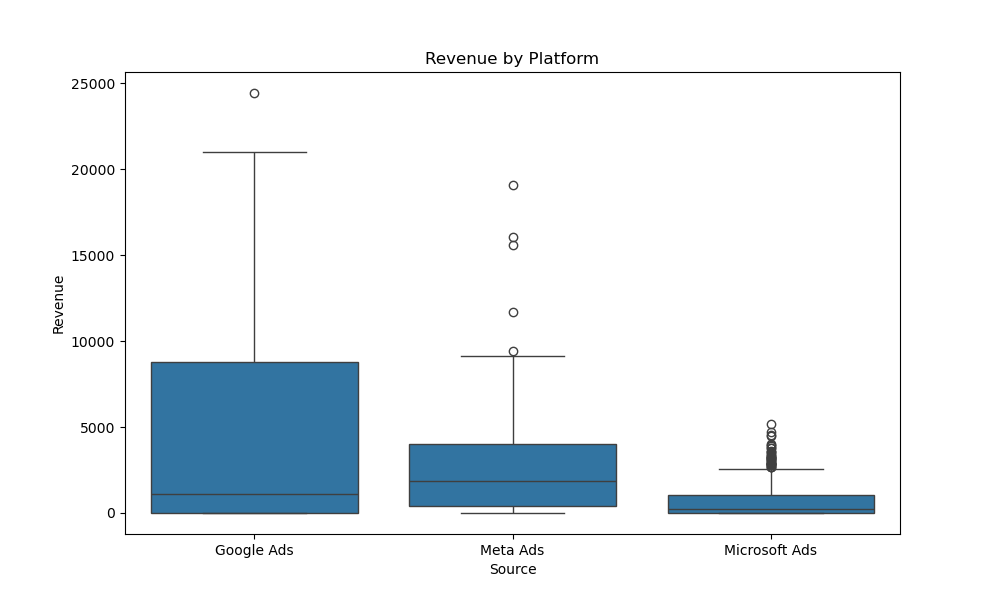 Revenue by Platform
25000
20000
15000
10000
5000
0
Revenue
Google Ads
Meta Ads
Microsoft Ads
Source